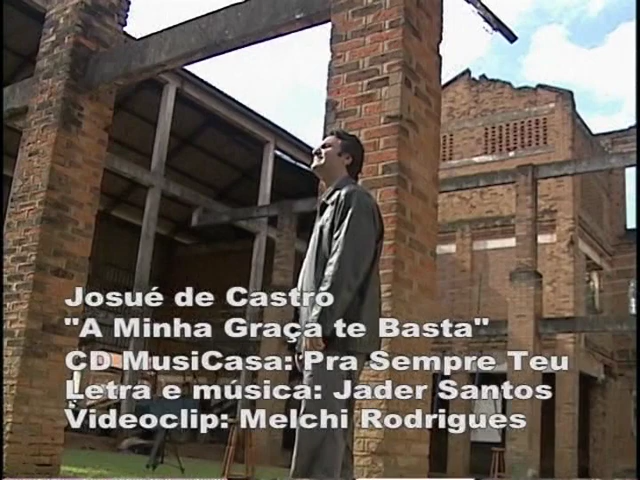 Josué de Castro
"A Minha Graça te Basta"
CD MusiCasa: Pra Sempre Teu
Letra e música: Jader Santos
Videoclip: Melchi Rodrigues